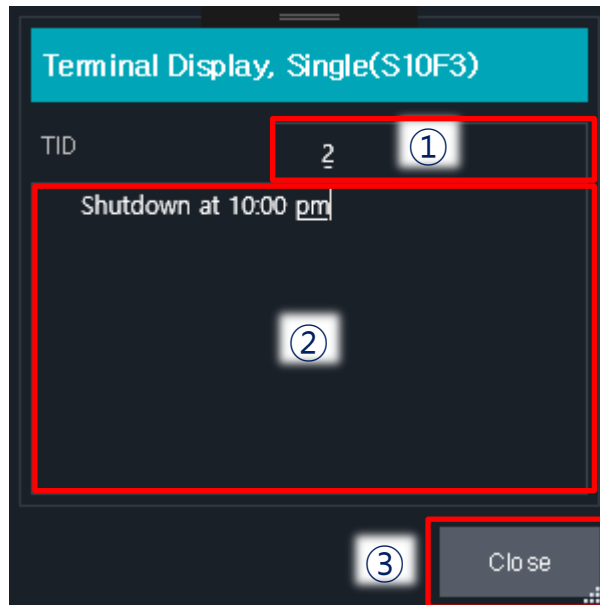 Terminal Display, Single(S10F3)
TID 2 ①
Shutdown at 10:00 pm
②
③ Close